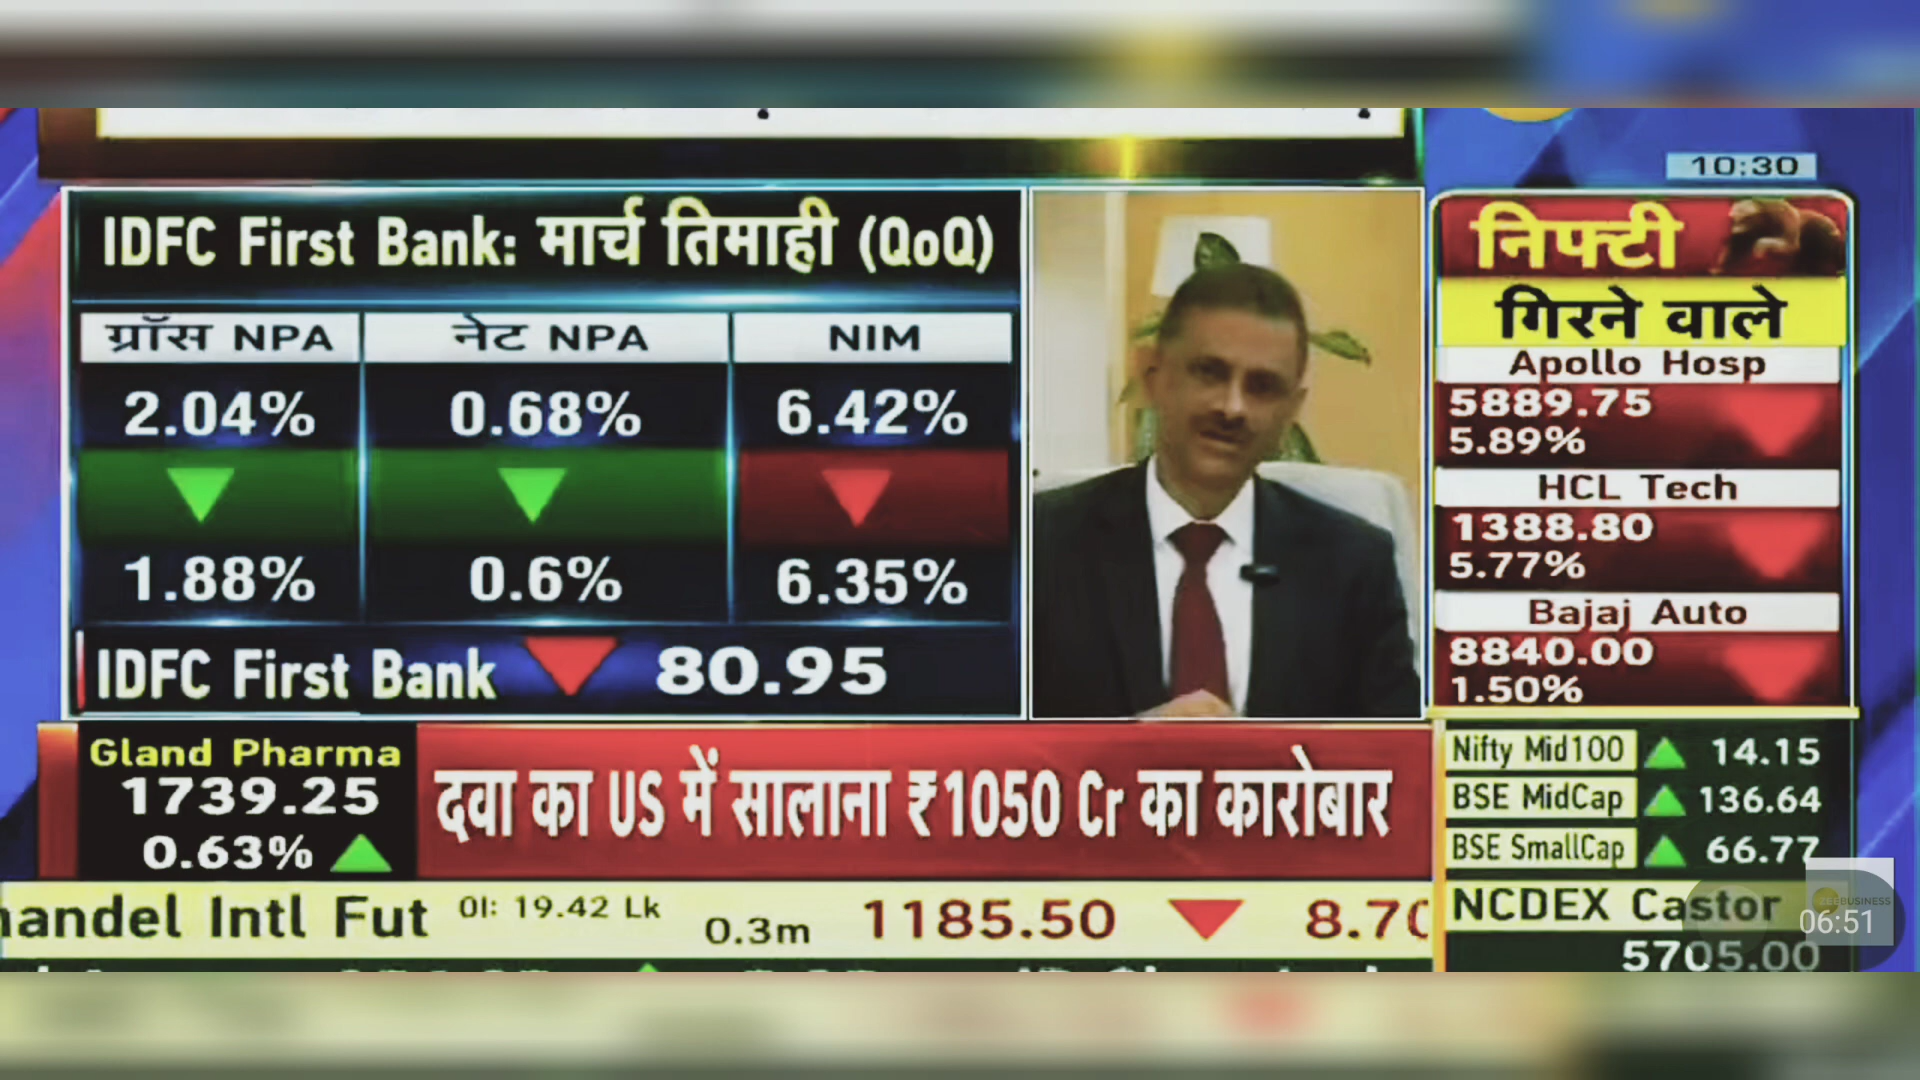 10:30
IDFC First Bank: मार्च तिमाही (QoQ)
ग्रॉस NPA नेट NPA NIM
2.04% 0.68% 6.42%
1.88% 0.6% 6.35%
IDFC First Bank 80.95
निफ्टी
गिरने वाले
Apollo Hosp
5889.75
5.89%
HCL Tech
1388.80
5.77%
Bajaj Auto
8840.00
1.50%
Gland Pharma
1739.25
0.63%
दवा का US में सालाना ₹1050 Cr का कारोबार
Nifty Mid100 14.15
BSE MidCap 136.64
BSE SmallCap 66.77
andel Intl Fut OI: 19.42 Lk 0.3m 1185.50 8.70
NCDEX Castor
5705.00
ZEEBUSINESS
06:51